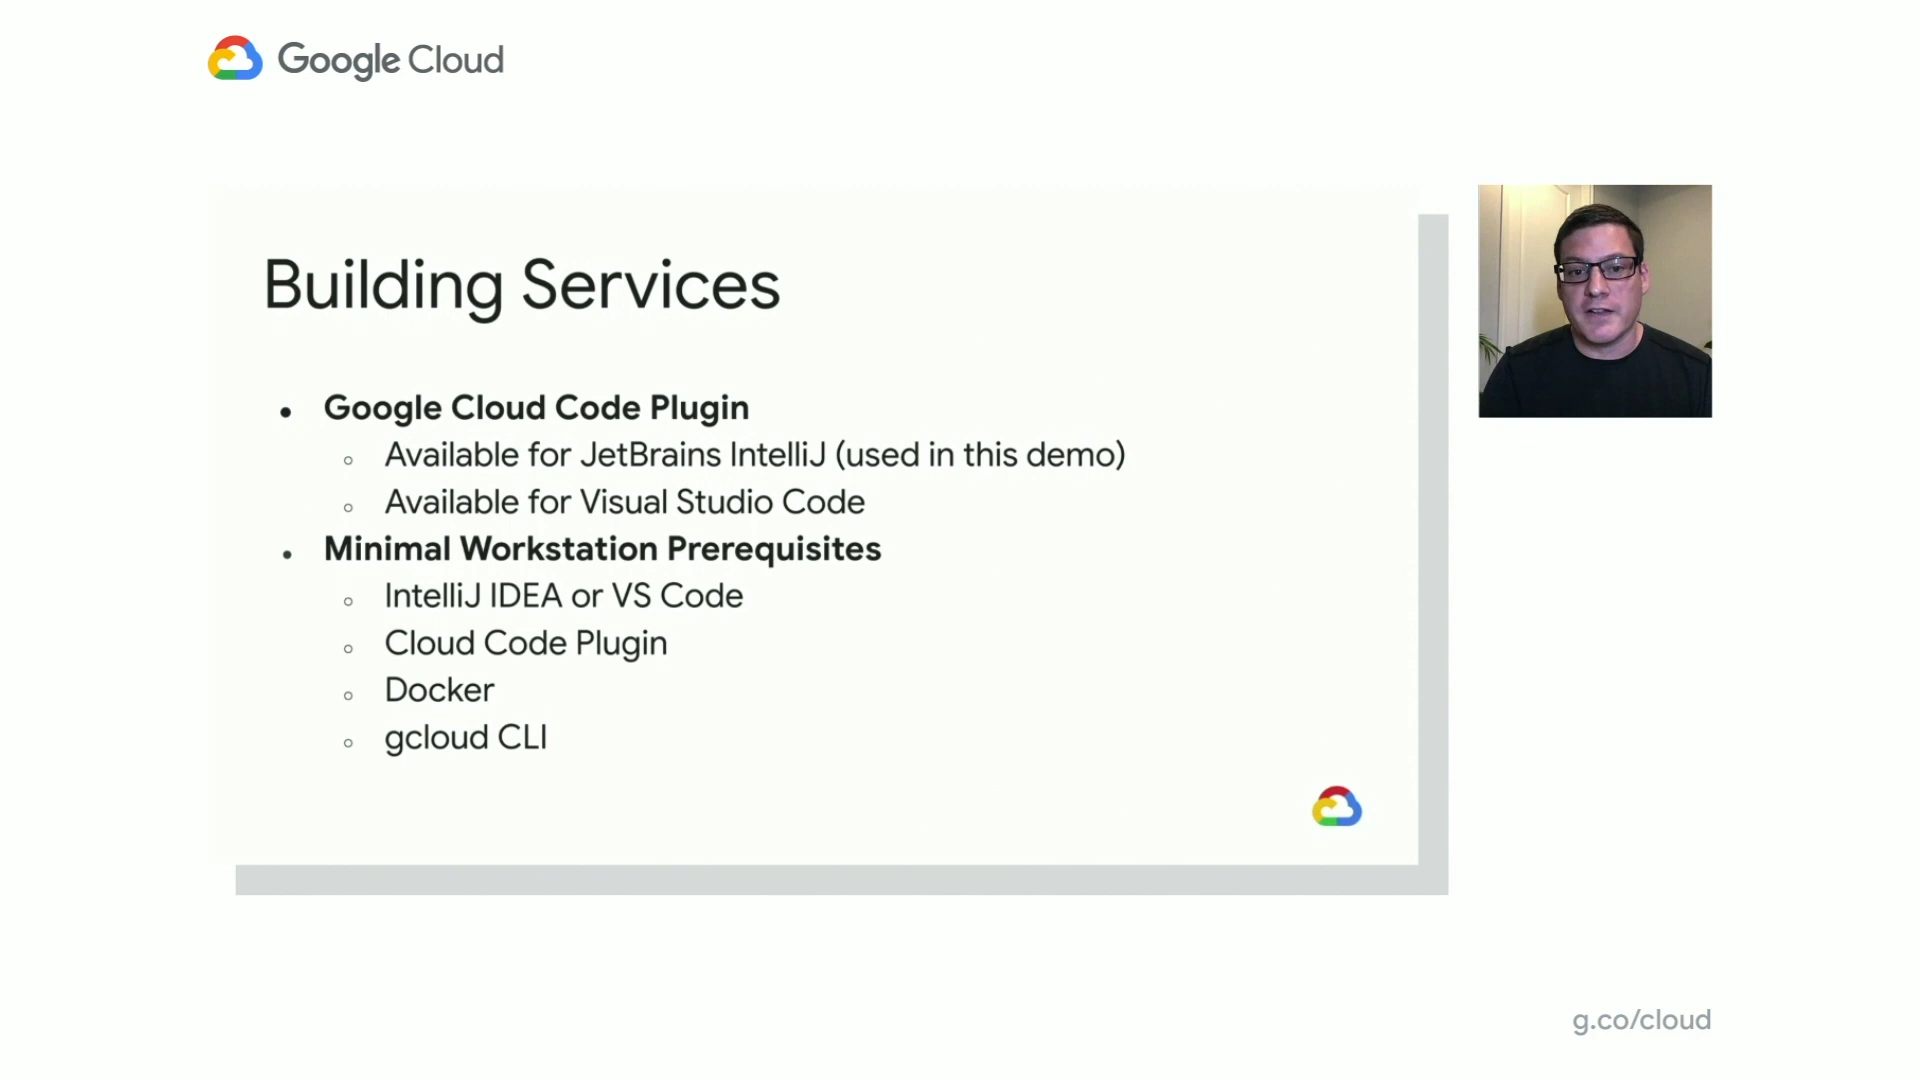 Google Cloud
Building Services
Google Cloud Code Plugin
Available for JetBrains IntelliJ (used in this demo)
Available for Visual Studio Code
Minimal Workstation Prerequisites
IntelliJ IDEA or VS Code
Cloud Code Plugin
Docker
gcloud CLI
g.co/cloud